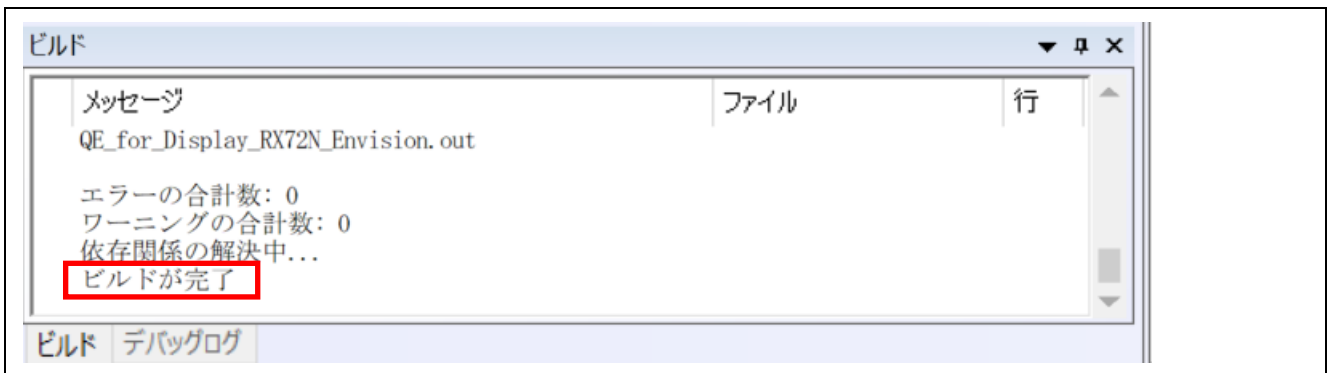 ビルド
メッセージ ファイル 行
QE_for_Display_RX72N_Envision.out
エラーの合計数: 0
ワーニングの合計数: 0
依存関係の解決中...
ビルドが完了
ビルド デバッグログ